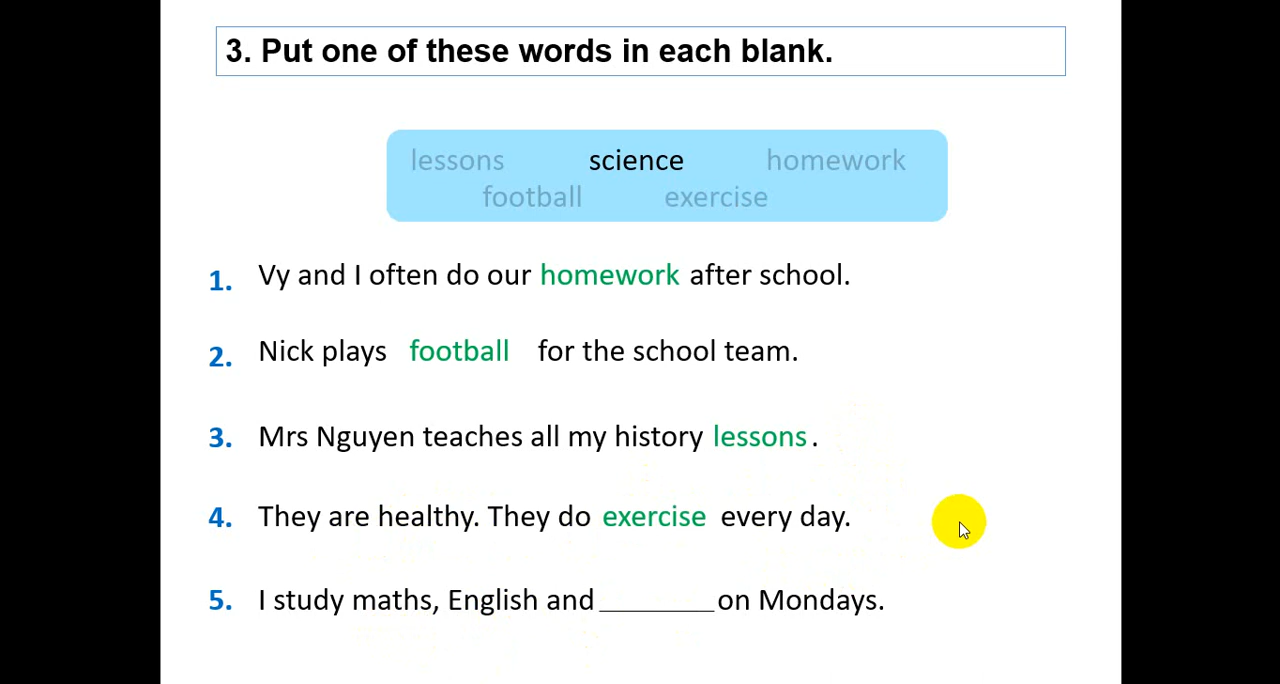 3. Put one of these words in each blank.
lessons science homework
football exercise
1. Vy and I often do our homework after school.
2. Nick plays football for the school team.
3. Mrs Nguyen teaches all my history lessons.
4. They are healthy. They do exercise every day.
5. I study maths, English and ________ on Mondays.